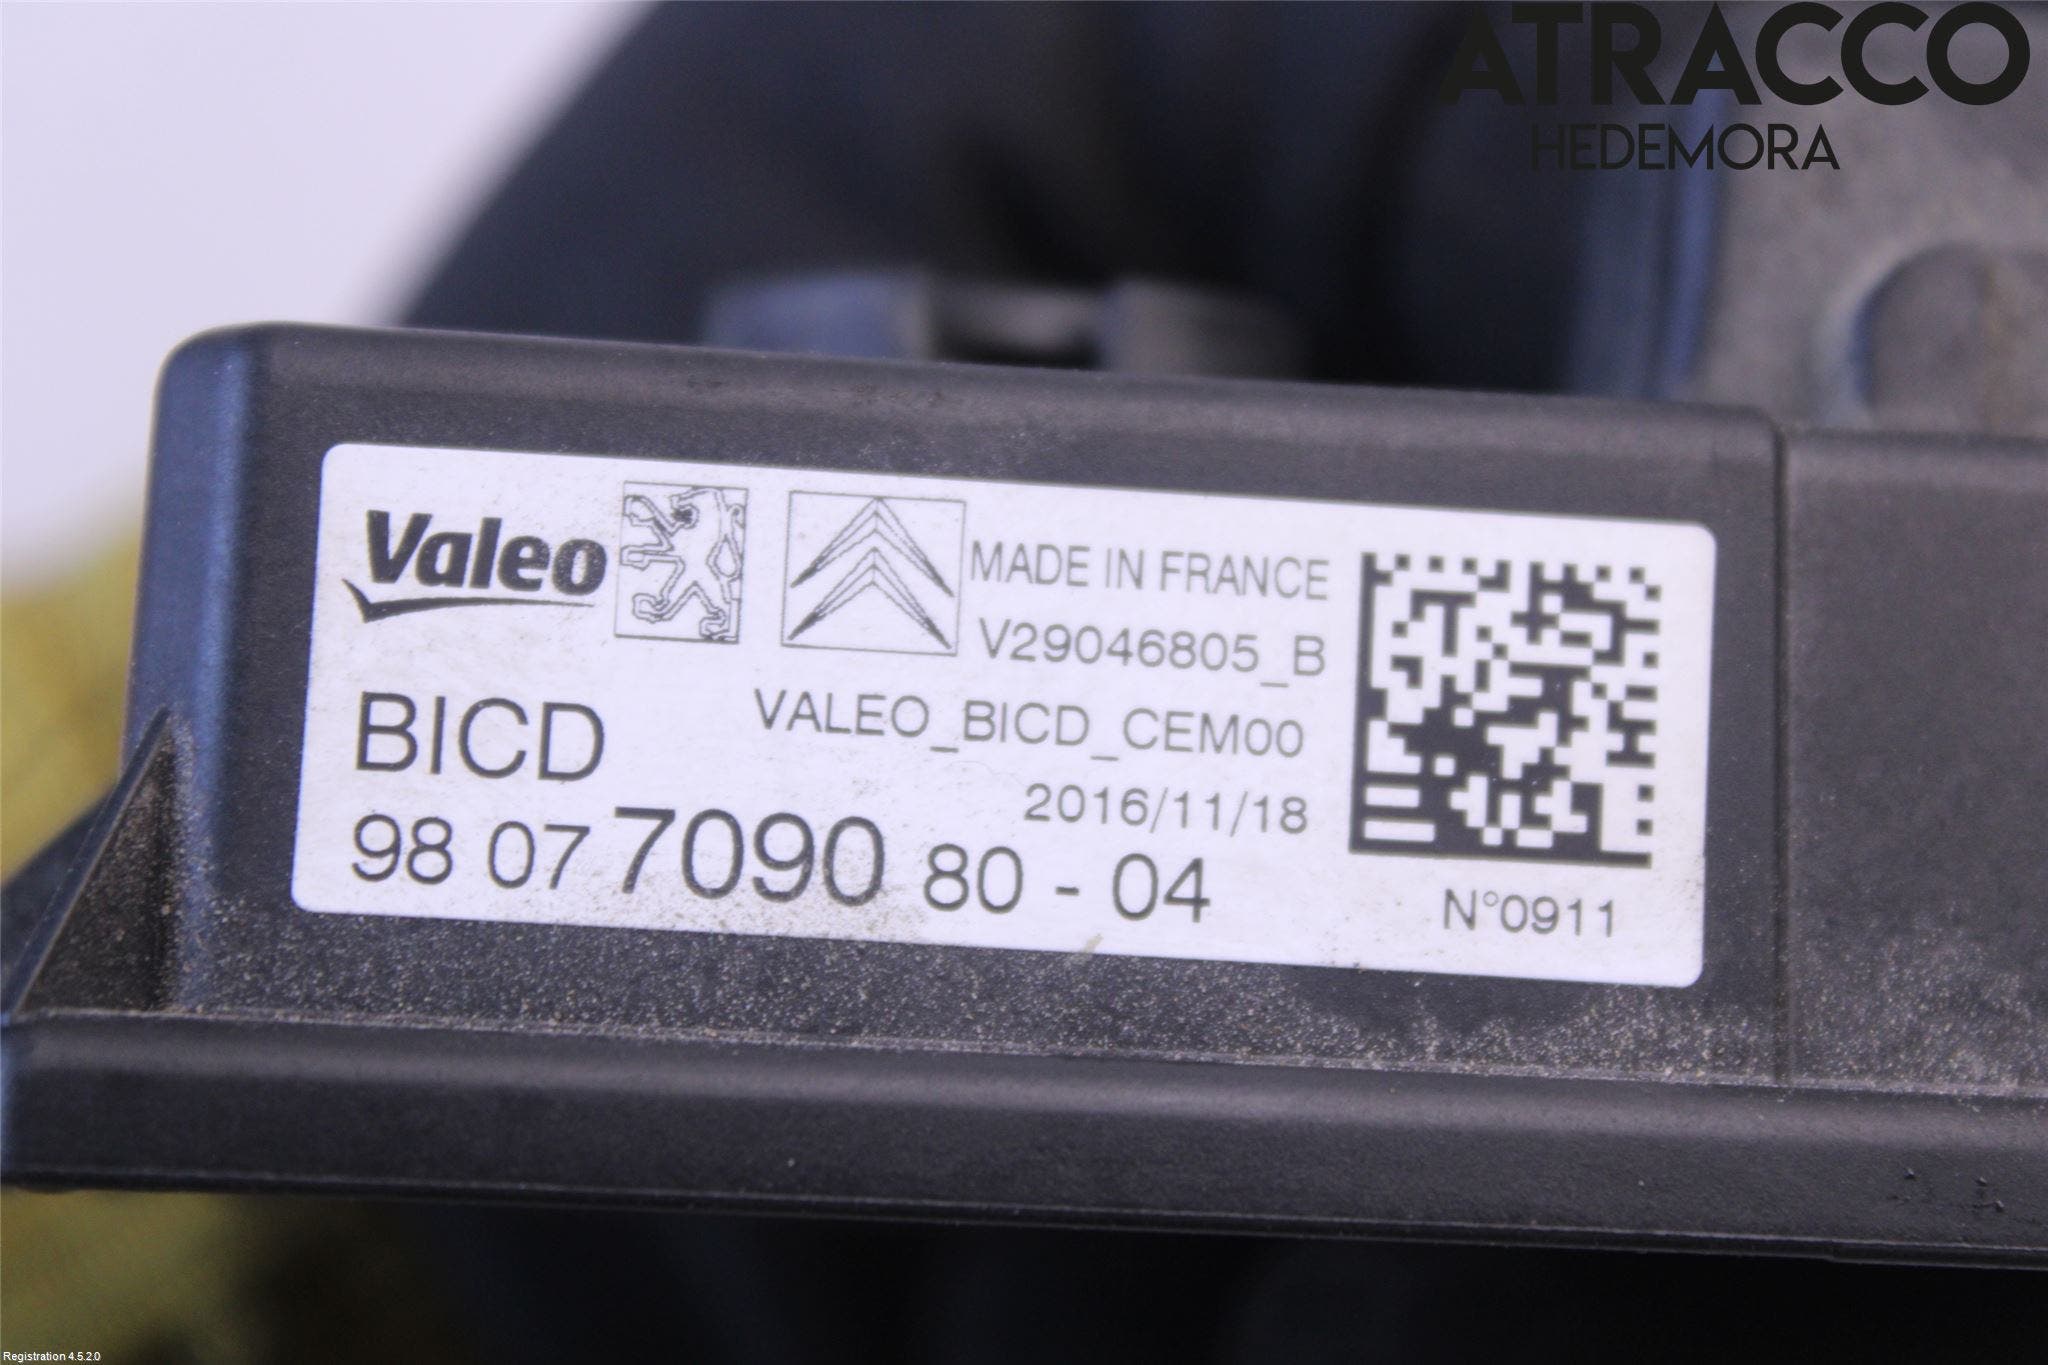 ATRACCO
HEDEMORA
Valeo
MADE IN FRANCE
V29046805_B
BICD
VALEO_BICD_CEM00
2016/11/18
98 07 7090 80 - 04
N°0911
Registration 4.5.2.0